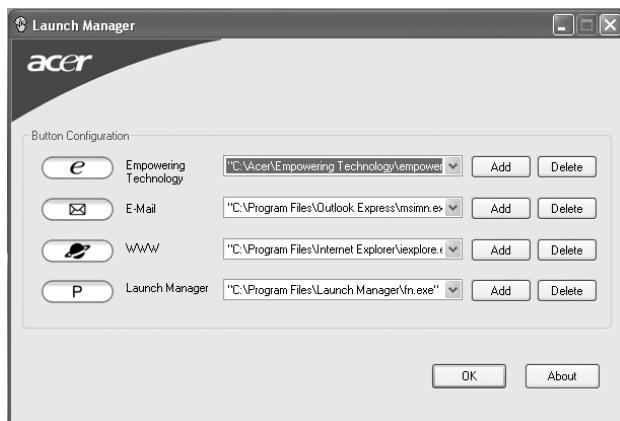 Launch Manager
acer
Button Configuration
e Empowering Technology "C:\Acer\Empowering Technology\empower Add Delete
E-Mail "C:\Program Files\Outlook Express\msimn.ex Add Delete
WWW "C:\Program Files\Internet Explorer\iexplore.e Add Delete
P Launch Manager "C:\Program Files\Launch Manager\fn.exe" Add Delete
OK About